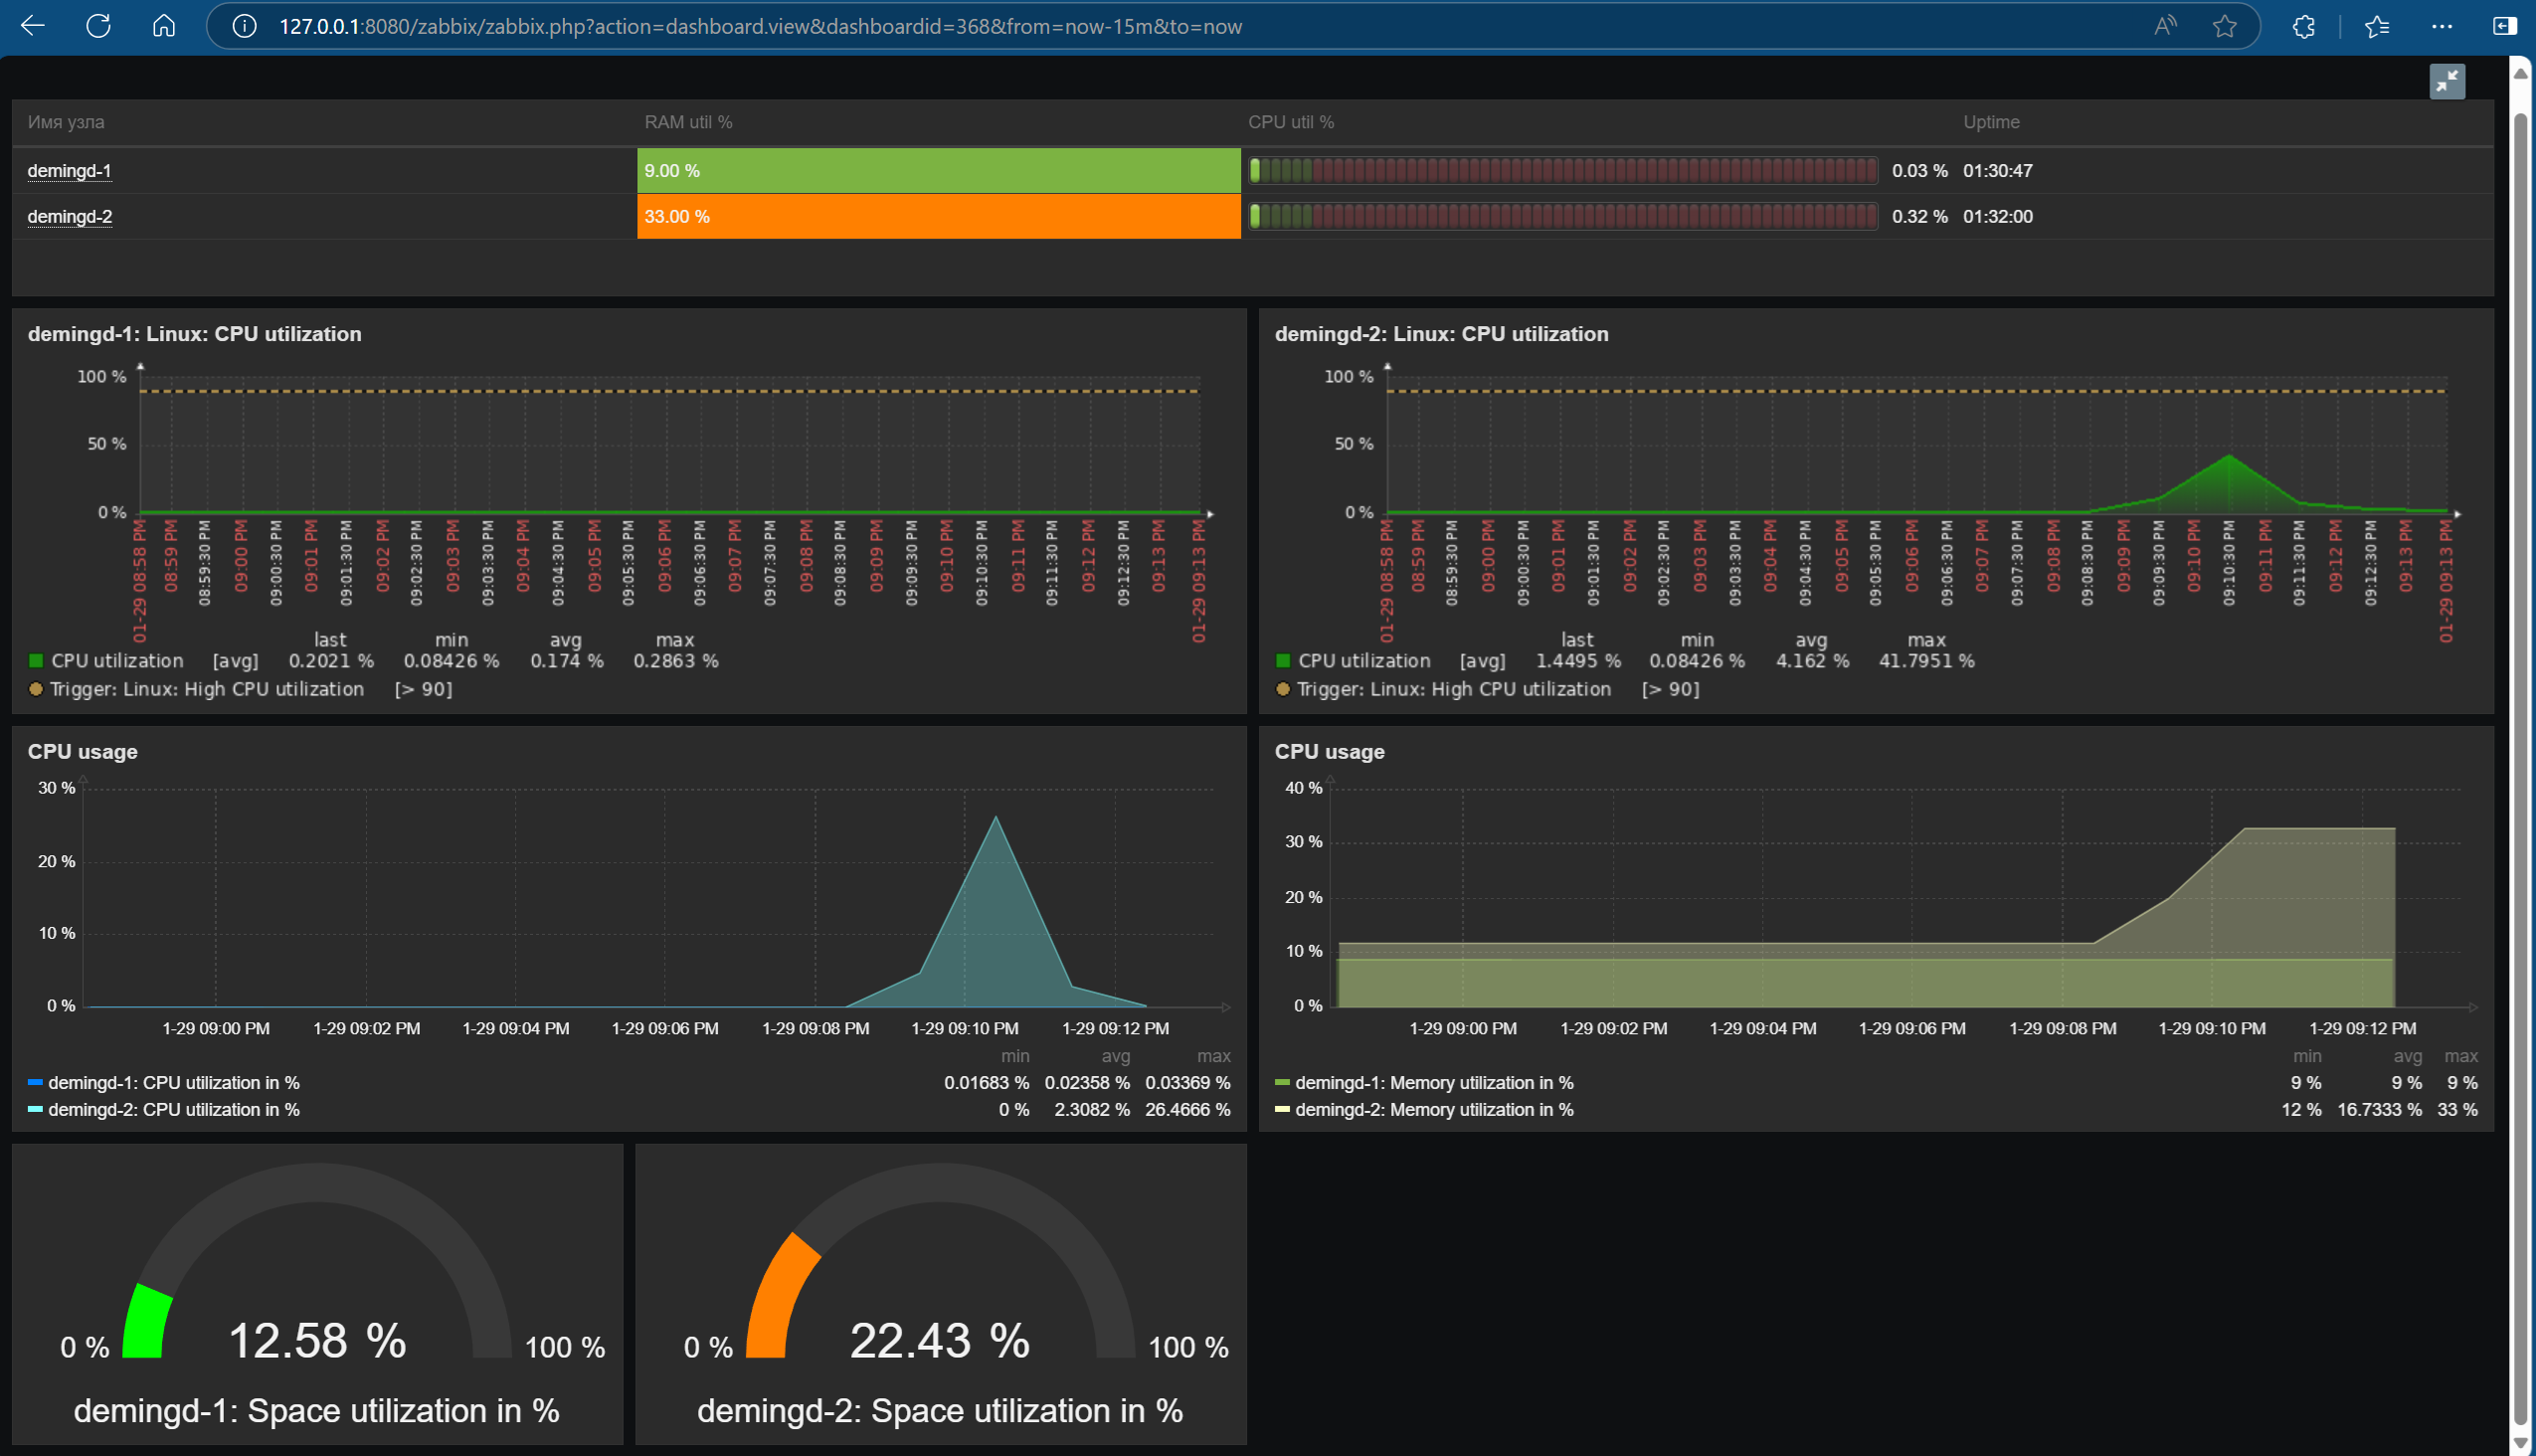 127.0.0.1:8080/zabbix/zabbix.php?action=dashboard.view&dashboardid=368&from=now-15m&to=now
Имя узла RAM util % CPU util % Uptime
demingd-1 9.00 % 0.03 % 01:30:47
demingd-2 33.00 % 0.32 % 01:32:00
demingd-1: Linux: CPU utilization
100 %
50 %
0 %
01-29 08:58 PM 08:59 PM 08:59:30 PM 09:00 PM 09:00:30 PM 09:01 PM 09:01:30 PM 09:02 PM 09:02:30 PM 09:03 PM 09:03:30 PM 09:04 PM 09:04:30 PM 09:05 PM 09:05:30 PM 09:06 PM 09:06:30 PM 09:07 PM 09:07:30 PM 09:08 PM 09:08:30 PM 09:09 PM 09:09:30 PM 09:10 PM 09:10:30 PM 09:11 PM 09:11:30 PM 09:12 PM 09:12:30 PM 09:13 PM 01-29 09:13 PM
last min avg max
CPU utilization [avg] 0.2021 % 0.08426 % 0.174 % 0.2863 %
Trigger: Linux: High CPU utilization [> 90]
demingd-2: Linux: CPU utilization
100 %
50 %
0 %
01-29 08:58 PM 08:59 PM 08:59:30 PM 09:00 PM 09:00:30 PM 09:01 PM 09:01:30 PM 09:02 PM 09:02:30 PM 09:03 PM 09:03:30 PM 09:04 PM 09:04:30 PM 09:05 PM 09:05:30 PM 09:06 PM 09:06:30 PM 09:07 PM 09:07:30 PM 09:08 PM 09:08:30 PM 09:09 PM 09:09:30 PM 09:10 PM 09:10:30 PM 09:11 PM 09:11:30 PM 09:12 PM 09:12:30 PM 09:13 PM 01-29 09:13 PM
last min avg max
CPU utilization [avg] 1.4495 % 0.08426 % 4.162 % 41.7951 %
Trigger: Linux: High CPU utilization [> 90]
CPU usage
30 %
20 %
10 %
0 %
1-29 09:00 PM 1-29 09:02 PM 1-29 09:04 PM 1-29 09:06 PM 1-29 09:08 PM 1-29 09:10 PM 1-29 09:12 PM
min avg max
demingd-1: CPU utilization in % 0.01683 % 0.02358 % 0.03369 %
demingd-2: CPU utilization in % 0 % 2.3082 % 26.4666 %
CPU usage
40 %
30 %
20 %
10 %
0 %
1-29 09:00 PM 1-29 09:02 PM 1-29 09:04 PM 1-29 09:06 PM 1-29 09:08 PM 1-29 09:10 PM 1-29 09:12 PM
min avg max
demingd-1: Memory utilization in % 9 % 9 % 9 %
demingd-2: Memory utilization in % 12 % 16.7333 % 33 %
0 % 12.58 % 100 %
demingd-1: Space utilization in %
0 % 22.43 % 100 %
demingd-2: Space utilization in %